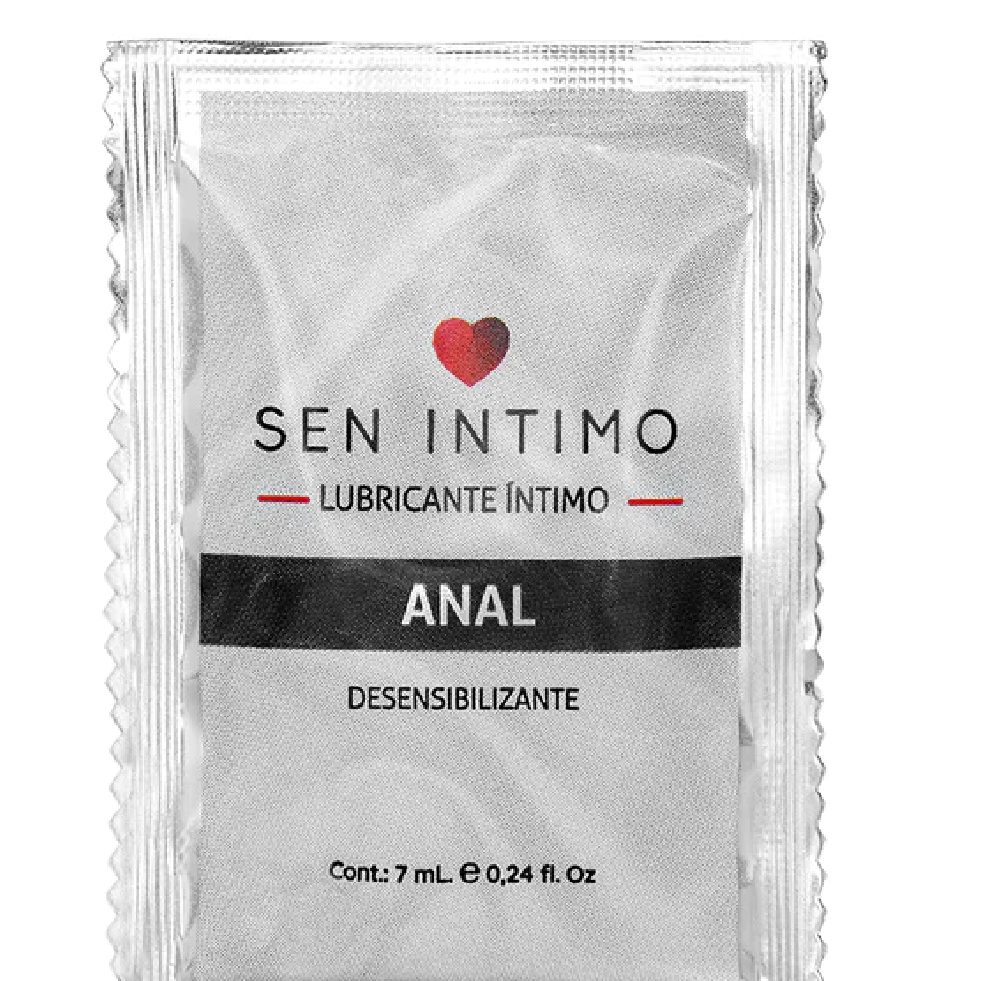 SEN INTIMO
LUBRICANTE ÍNTIMO
ANAL
DESENSIBILIZANTE
Cont.: 7 mL. ℮ 0,24 fl. Oz